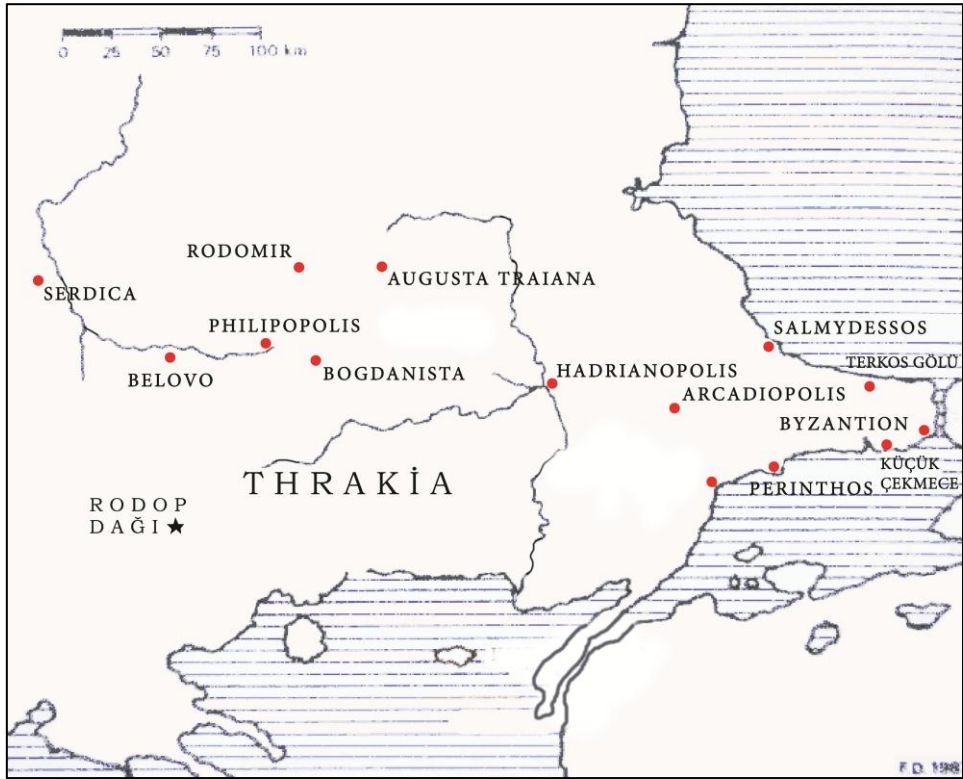 0 25 50 75 100 km
RODOMIR
AUGUSTA TRAIANA
SERDICA
PHILIPOPOLIS
SALMYDESSOS
BELOVO
BOGDANISTA
HADRIANOPOLIS
TERKOS GÖLÜ
ARCADIOPOLIS
BYZANTION
THRAKİA
PERINTHOS
KÜÇÜK
ÇEKMECE
RODOP
DAĞI
F.D. 198